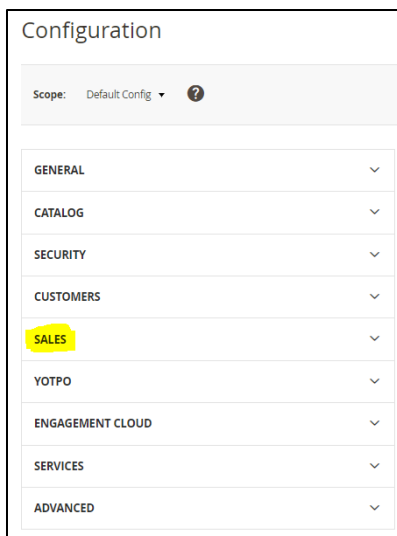 Configuration
Scope: Default Config
?
GENERAL
CATALOG
SECURITY
CUSTOMERS
SALES
YOTPO
ENGAGEMENT CLOUD
SERVICES
ADVANCED